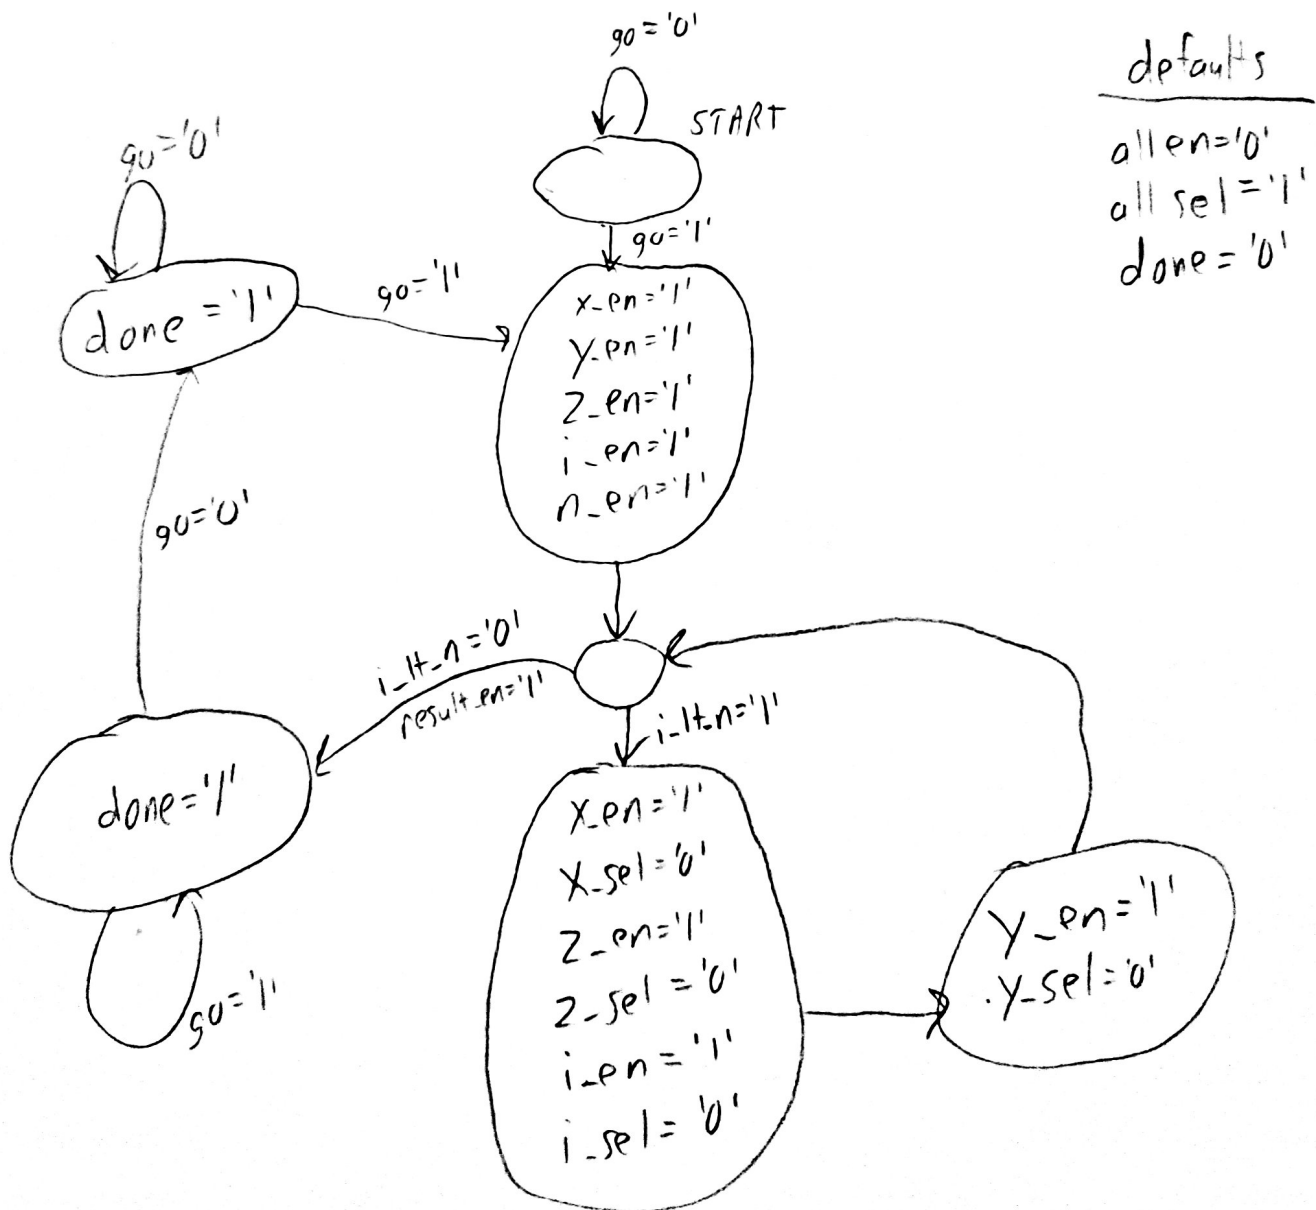 go='0'
START
go='1'
defaults
all en='0'
all sel='1'
done='0'
go='0'
done='1'
go='1'
x_en='1'
y_en='1'
z_en='1'
i_en='1'
n_en='1'
go='0'
i_lt_n='0'
result_en='1'
i_lt_n='1'
done='1'
go='1'
x_en='1'
x_sel='0'
z_en='1'
z_sel='0'
i_en='1'
i_sel='0'
y_en='1'
y_sel='0'